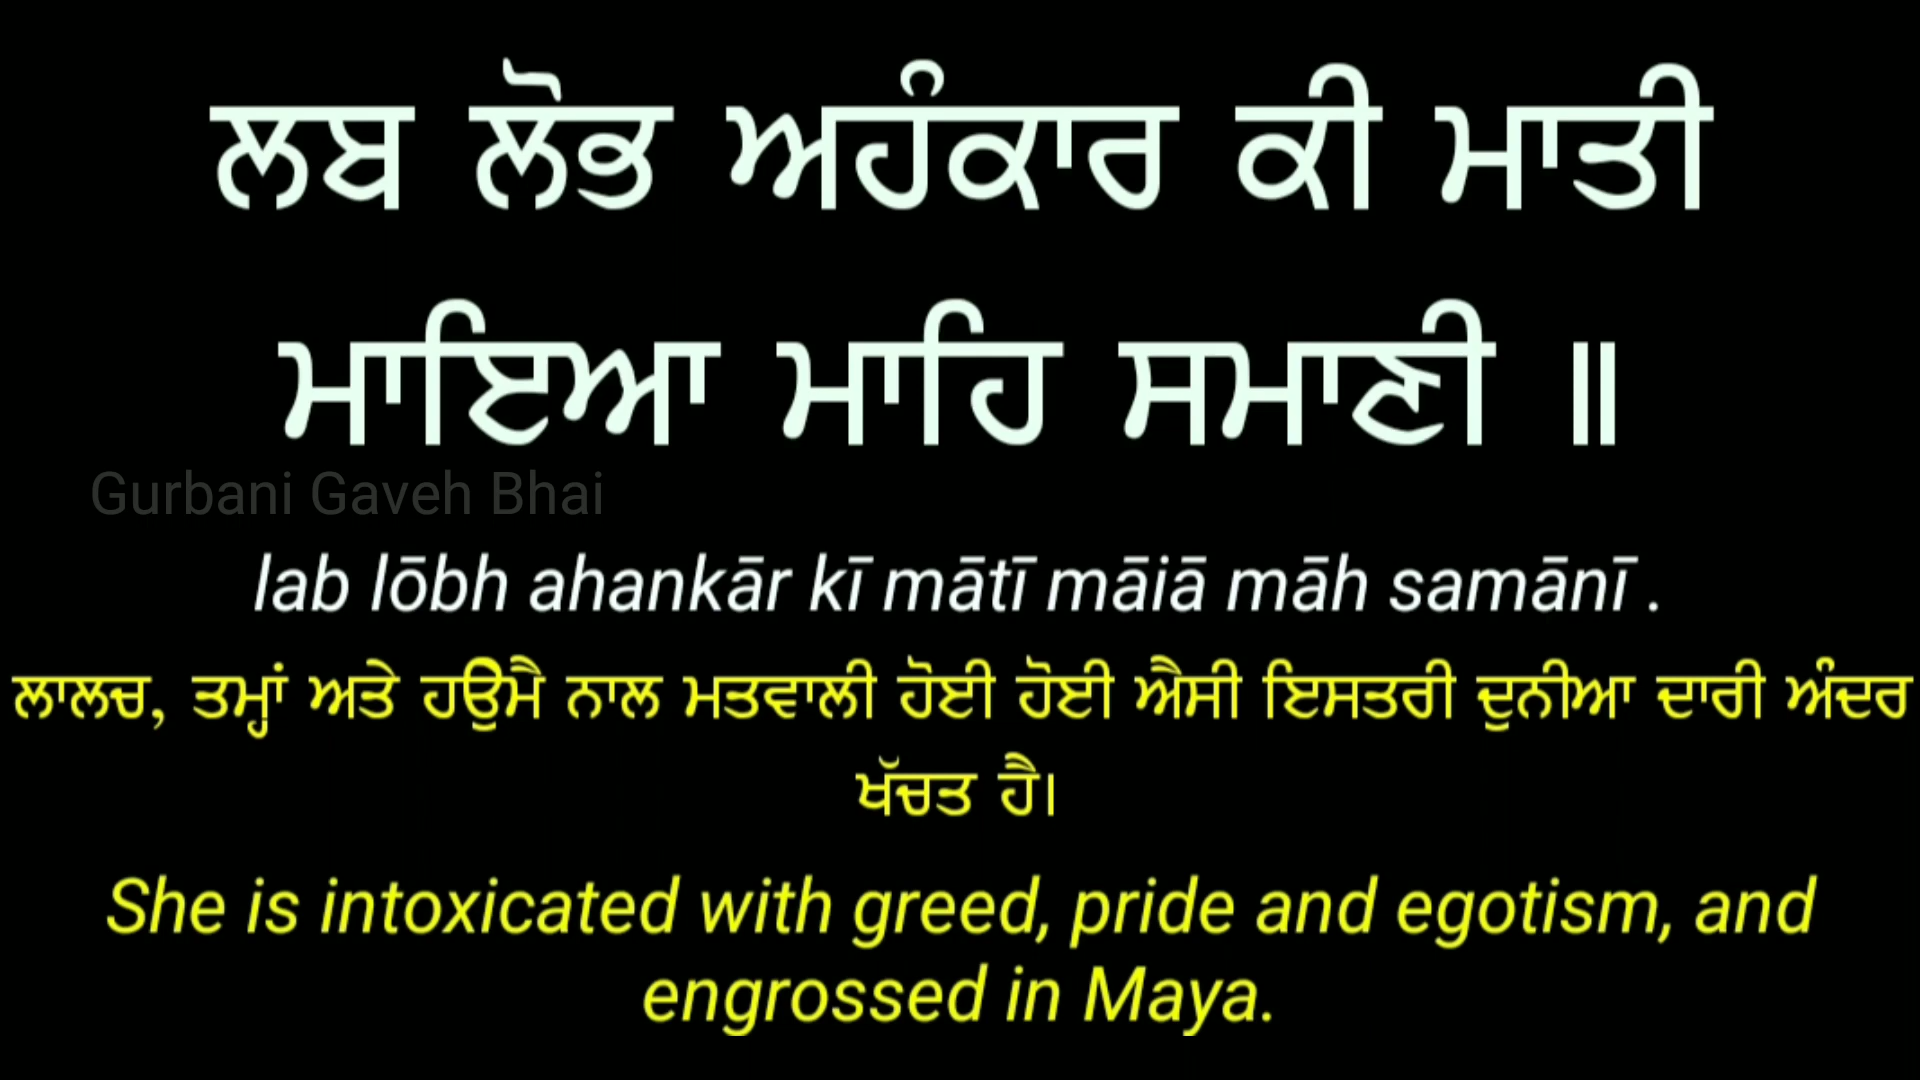 ਲਬ ਲੋਭ ਅਹੰਕਾਰ ਕੀ ਮਾਤੀ
ਮਾਇਆ ਮਾਹਿ ਸਮਾਣੀ ॥
Gurbani Gaveh Bhai
lab lōbh ahankār kī mātī māiā māh samānī .
ਲਾਲਚ, ਤਮ੍ਹਾਂ ਅਤੇ ਹਉਮੈ ਨਾਲ ਮਤਵਾਲੀ ਹੋਈ ਹੋਈ ਐਸੀ ਇਸਤਰੀ ਦੁਨੀਆ ਦਾਰੀ ਅੰਦਰ
ਖੱਚਤ ਹੈ।
She is intoxicated with greed, pride and egotism, and
engrossed in Maya.